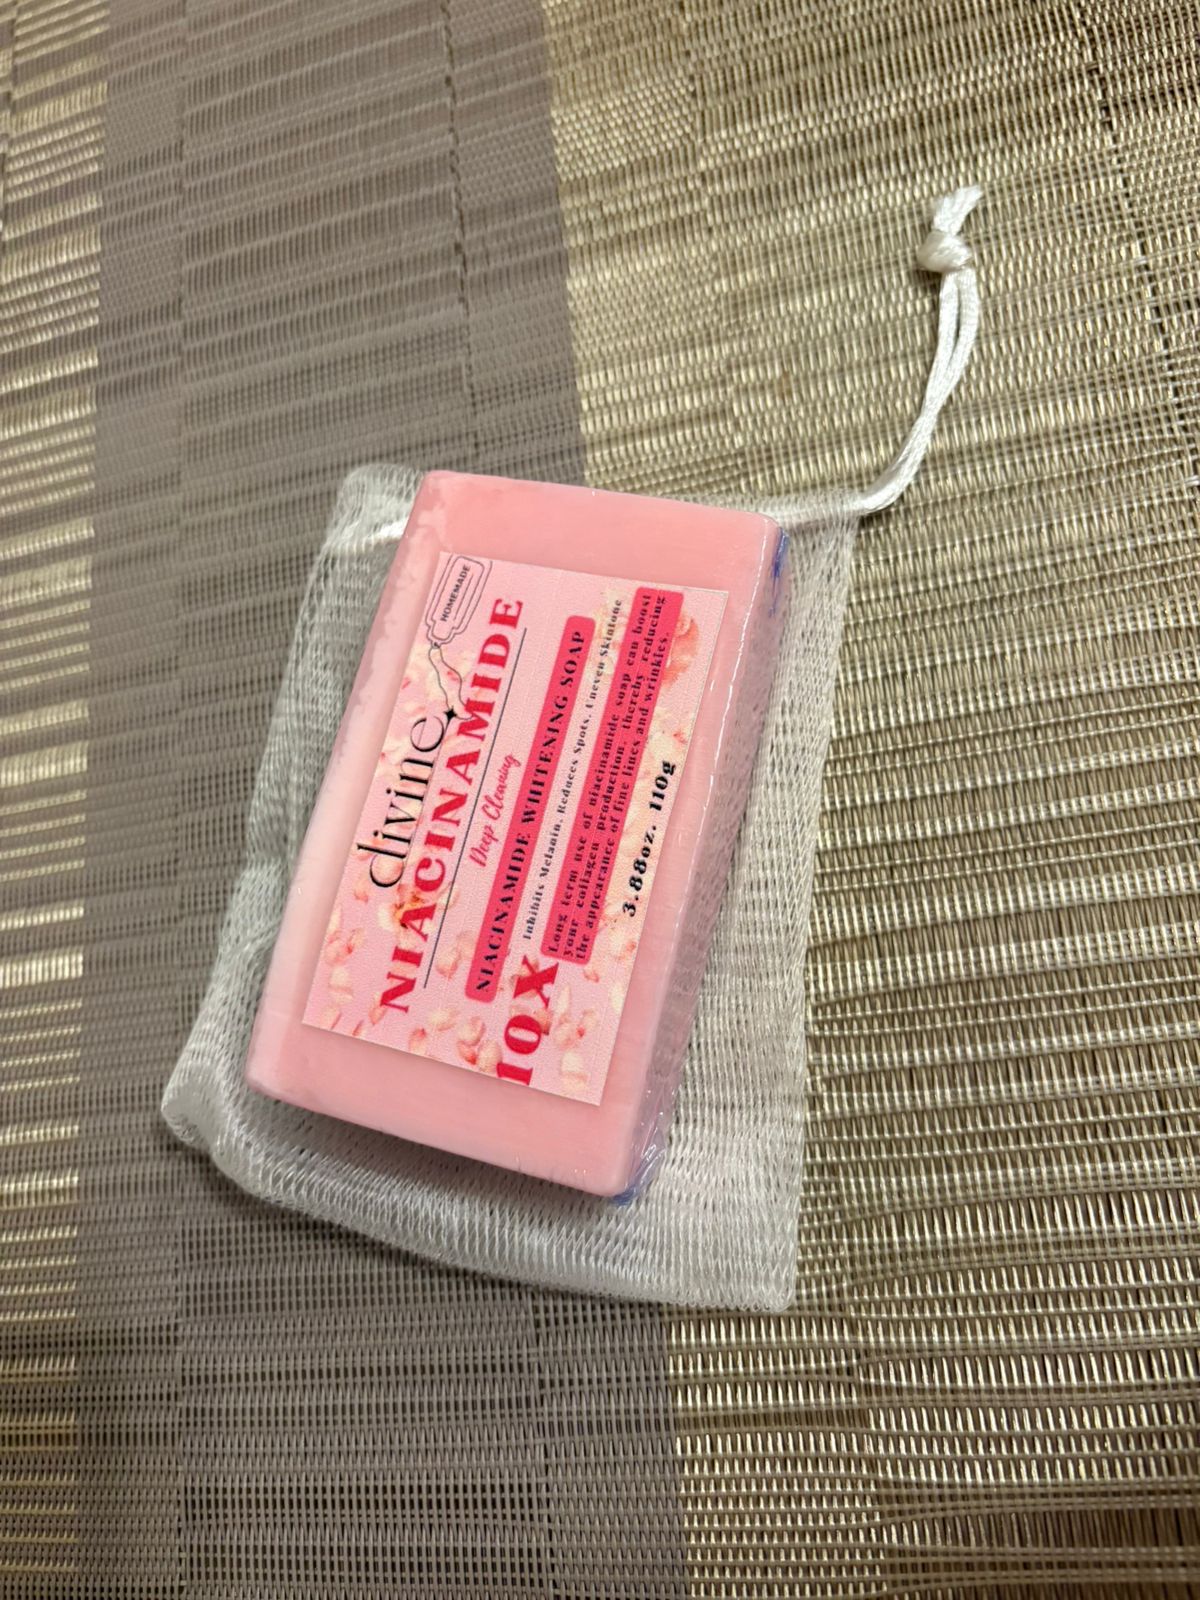 HOMEMADE
divine
NIACINAMIDE
Deep Cleasing
NIACINAMIDE WHITENING SOAP
Inhibits Melanin, Reduces Spots, Uneven Skintone
10X
Long term use of niacinamide soap can boost
your collagen production, thereby reducing
the appearance of fine lines and wrinkles.
3.88oz. 110g